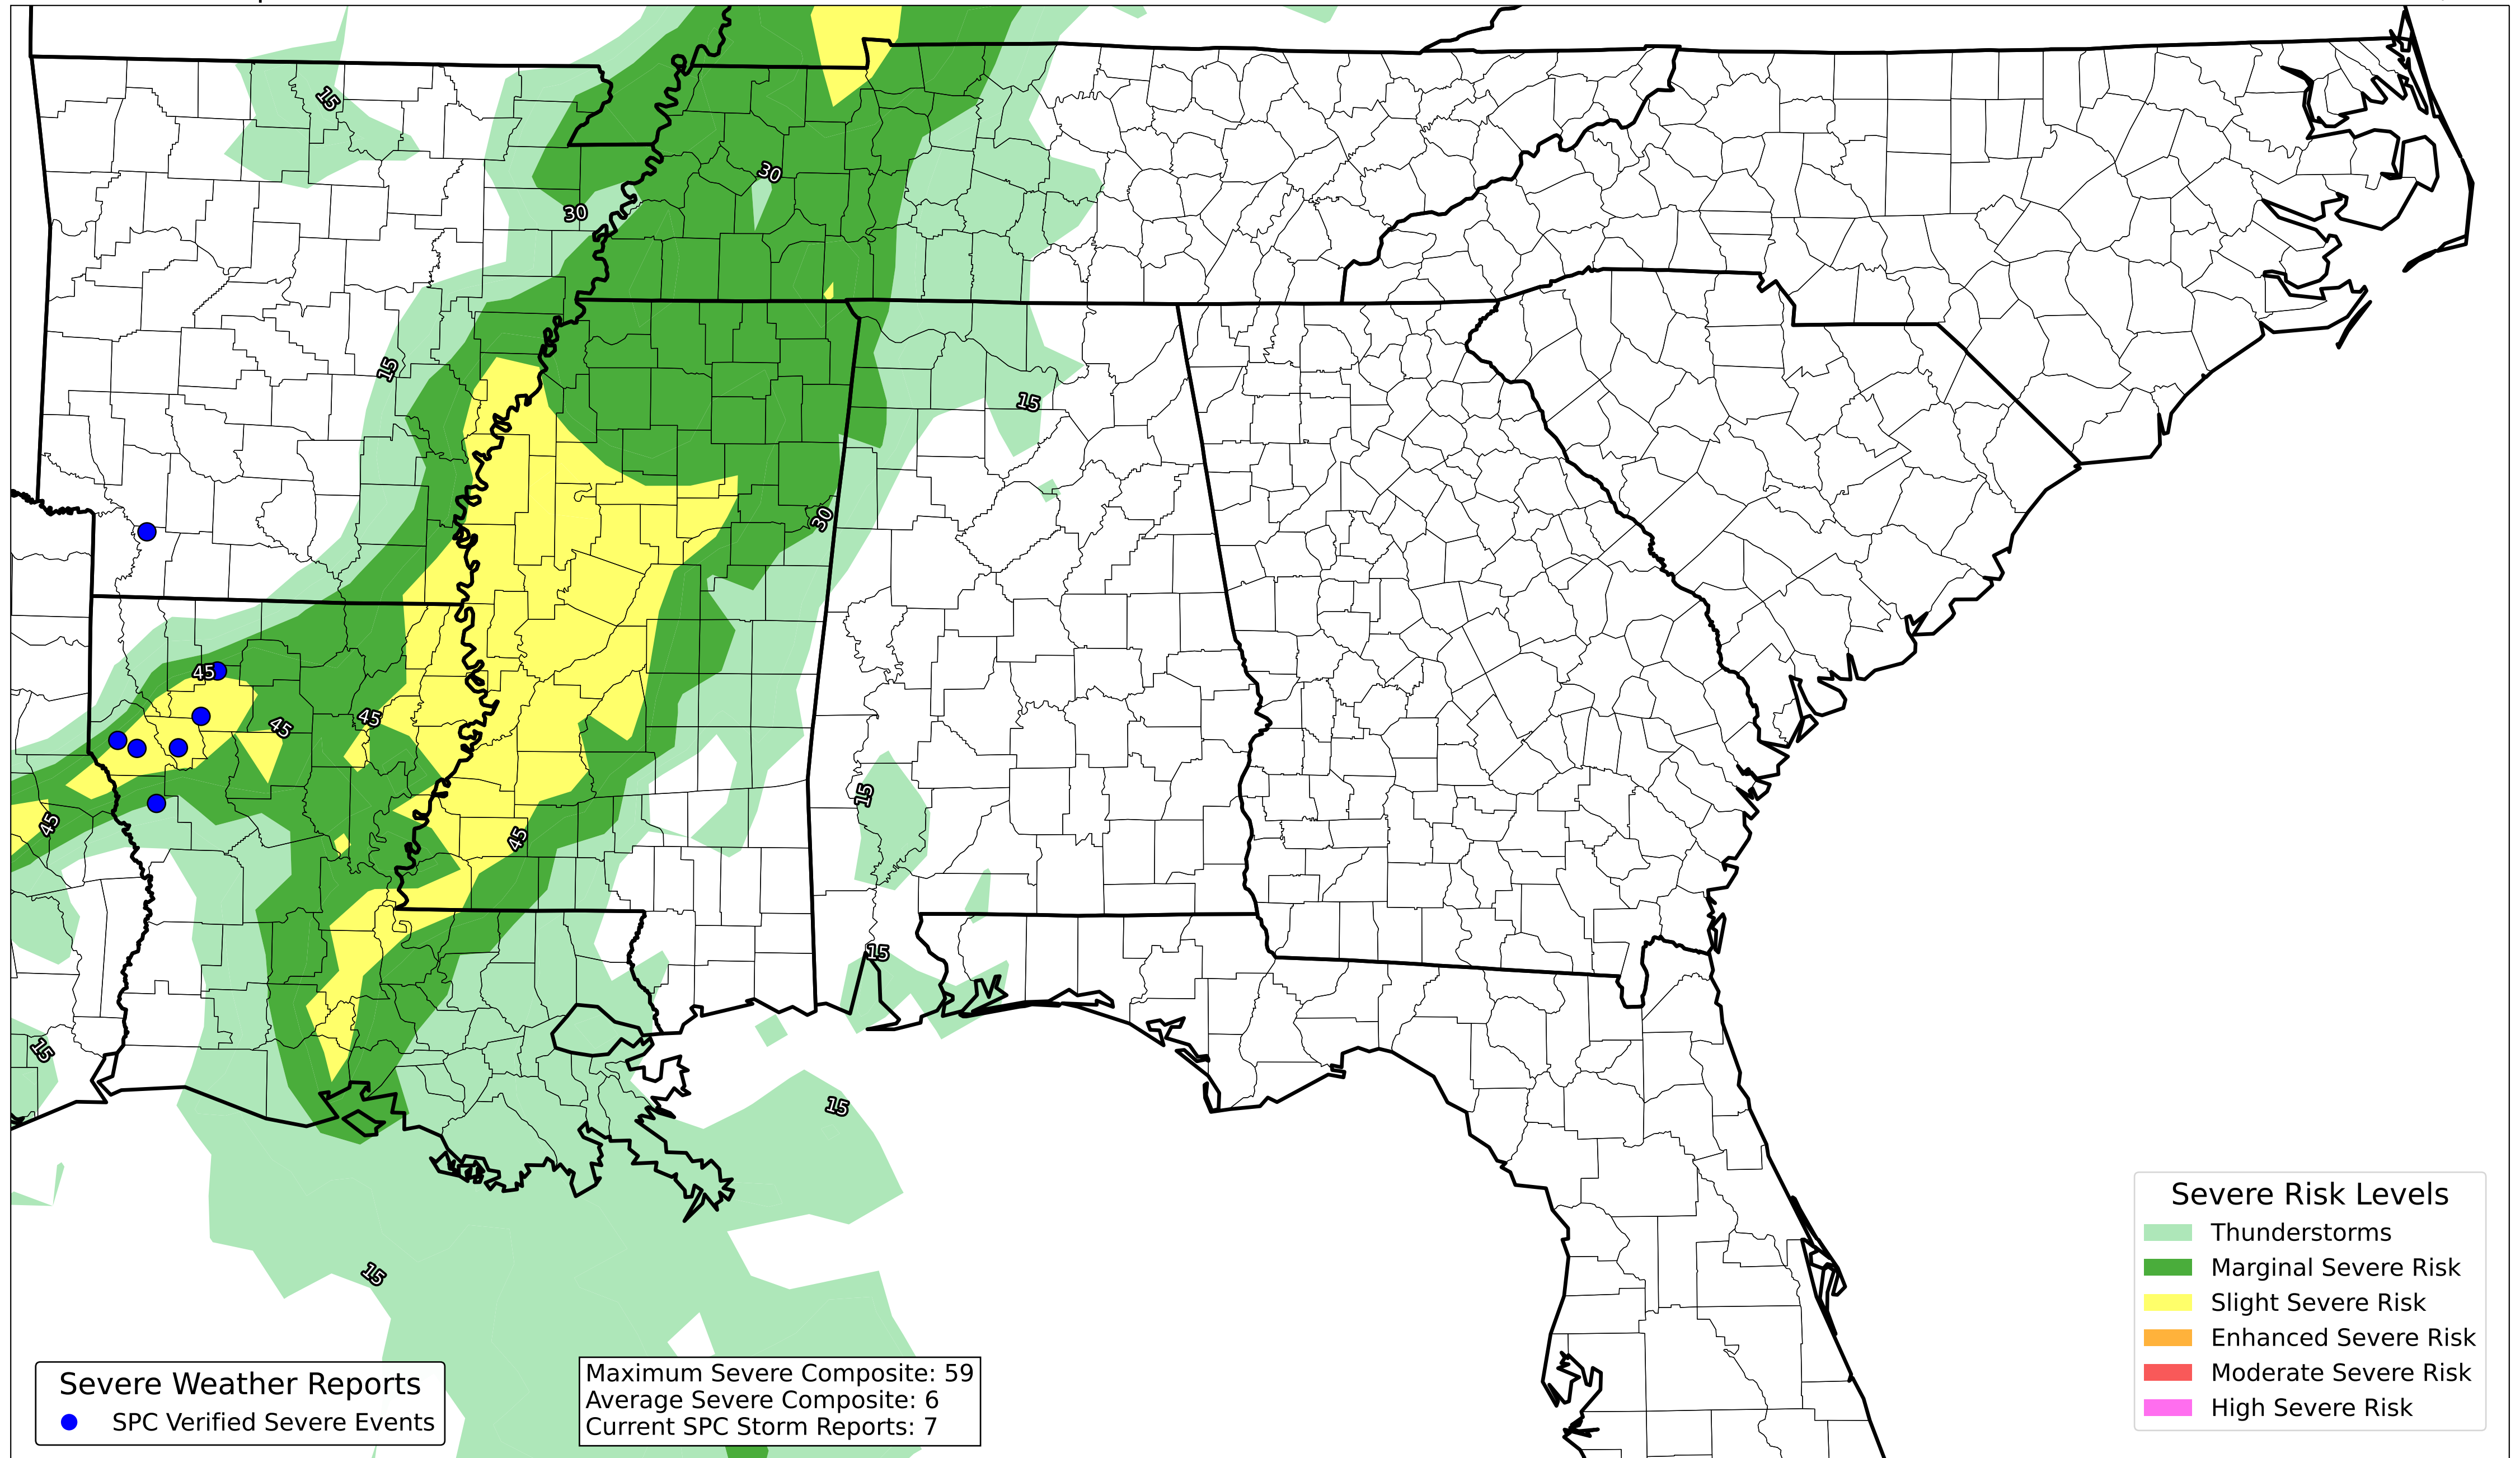 15
30
30
15
15
30
45
45
45
15
45
45
15
15
15
15
Severe Risk Levels
Thunderstorms
Marginal Severe Risk
Slight Severe Risk
Enhanced Severe Risk
Moderate Severe Risk
High Severe Risk
Severe Weather Reports
SPC Verified Severe Events
Maximum Severe Composite: 59
Average Severe Composite: 6
Current SPC Storm Reports: 7